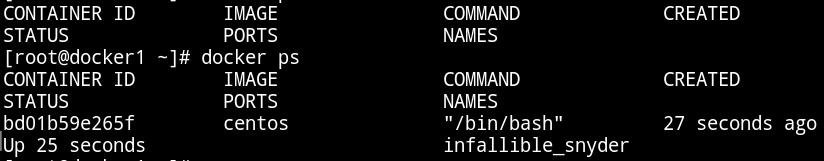 CONTAINER ID IMAGE COMMAND CREATED
STATUS PORTS NAMES
[root@docker1 ~]# docker ps
CONTAINER ID IMAGE COMMAND CREATED
STATUS PORTS NAMES
bd01b59e265f centos "/bin/bash" 27 seconds ago
Up 25 seconds infallible_snyder